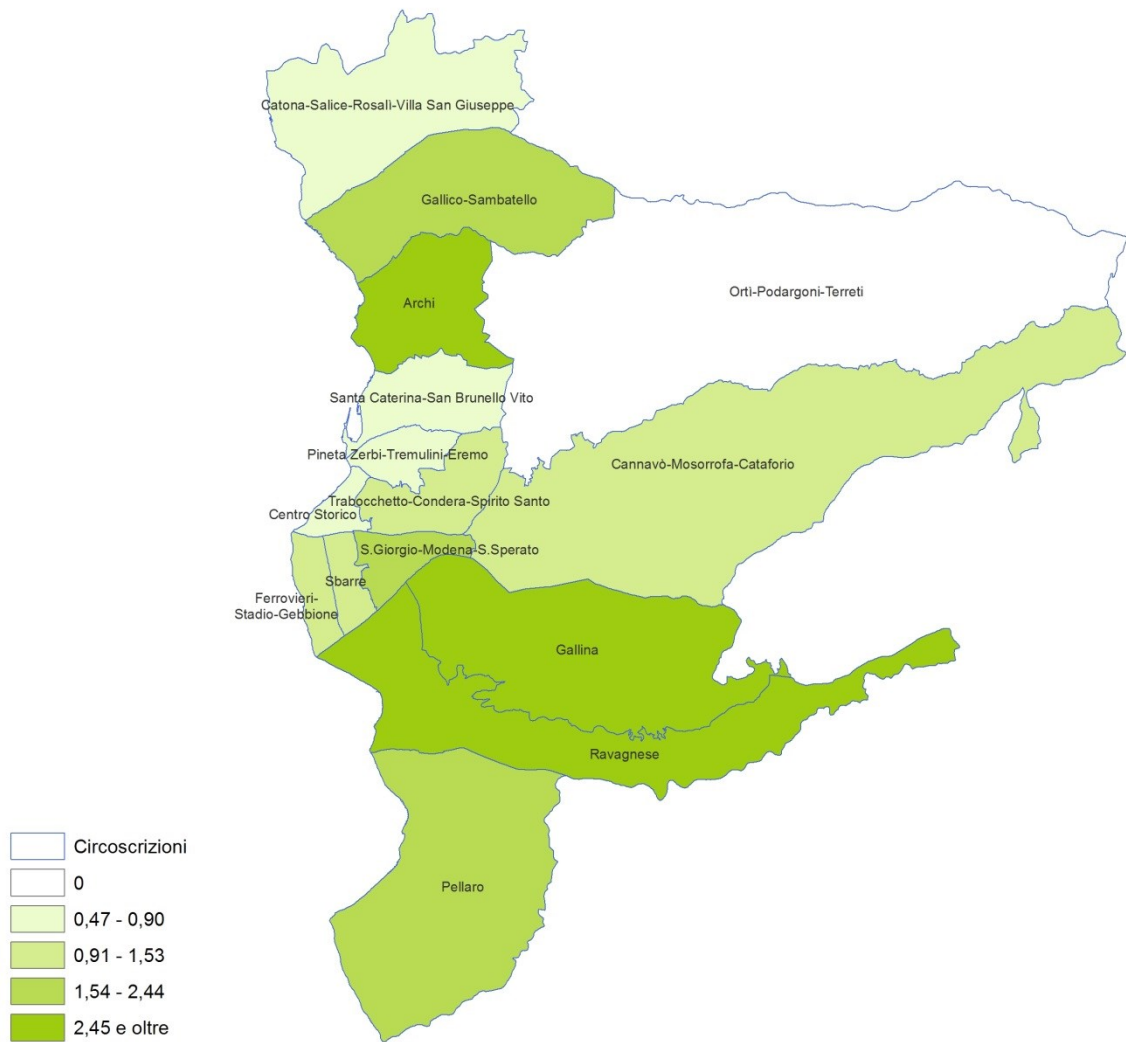 Catona-Salice-Rosalì-Villa San Giuseppe
Gallico-Sambatello
Ortì-Podargoni-Terreti
Archi
Santa Caterina-San Brunello Vito
Pineta Zerbi-Tremulini-Eremo
Cannavò-Mosorrofa-Cataforio
Trabocchetto-Condera-Spirito Santo
Centro Storico
S.Giorgio-Modena-S.Sperato
Sbarre
Ferrovieri-
Stadio-Gebbione
Gallina
Ravagnese
Pellaro
Circoscrizioni
0
0,47 - 0,90
0,91 - 1,53
1,54 - 2,44
2,45 e oltre